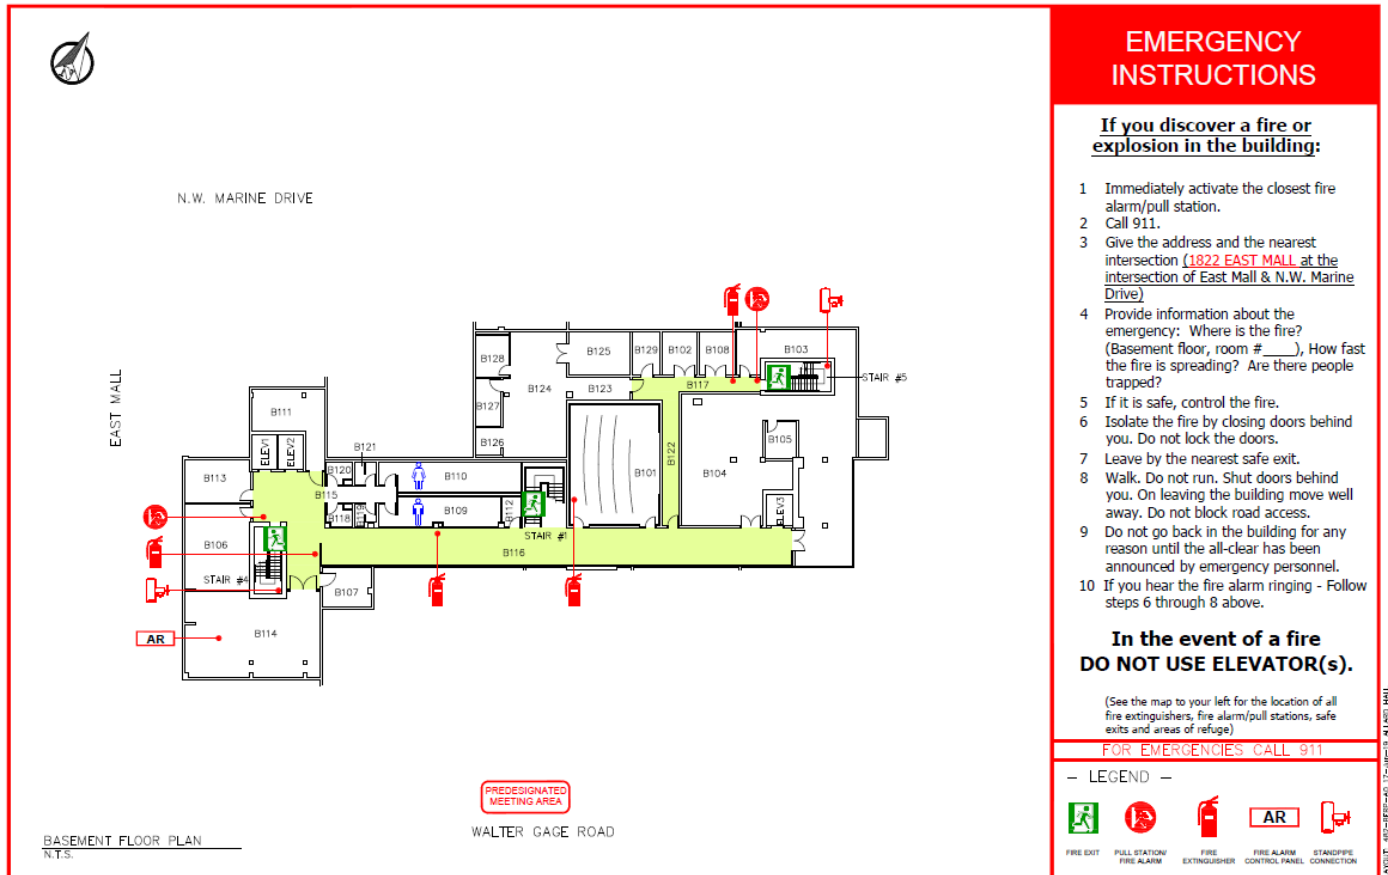 EMERGENCY
INSTRUCTIONS
If you discover a fire or
explosion in the building:
1 Immediately activate the closest fire
alarm/pull station.
2 Call 911.
3 Give the address and the nearest
intersection (1822 EAST MALL at the
intersection of East Mall & N.W. Marine
Drive)
4 Provide information about the
emergency: Where is the fire?
(Basement floor, room #____), How fast
the fire is spreading? Are there people
trapped?
5 If it is safe, control the fire.
6 Isolate the fire by closing doors behind
you. Do not lock the doors.
7 Leave by the nearest safe exit.
8 Walk. Do not run. Shut doors behind
you. On leaving the building move well
away. Do not block road access.
9 Do not go back in the building for any
reason until the all-clear has been
announced by emergency personnel.
10 If you hear the fire alarm ringing - Follow
steps 6 through 8 above.
In the event of a fire
DO NOT USE ELEVATOR(s).
(See the map to your left for the location of all
fire extinguishers, fire alarm/pull stations, safe
exits and areas of refuge)
FOR EMERGENCIES CALL 911
- LEGEND -
AR
FIRE EXIT
PULL STATION/
FIRE ALARM
FIRE
EXTINGUISHER
FIRE ALARM
CONTROL PANEL
STANDPIPE
CONNECTION
N.W. MARINE DRIVE
EAST MALL
B128
B125
B129
B102
B108
B103
B124
B123
B117
STAIR #5
B127
B111
B126
B105
ELEV1
ELEV2
B121
B122
B101
B104
B113
B120
B110
B115
B118
B119
B109
B112
ELEV3
STAIR #1
B106
B116
STAIR #4
B107
AR
B114
PREDESIGNATED
MEETING AREA
WALTER GAGE ROAD
BASEMENT FLOOR PLAN
N.T.S.